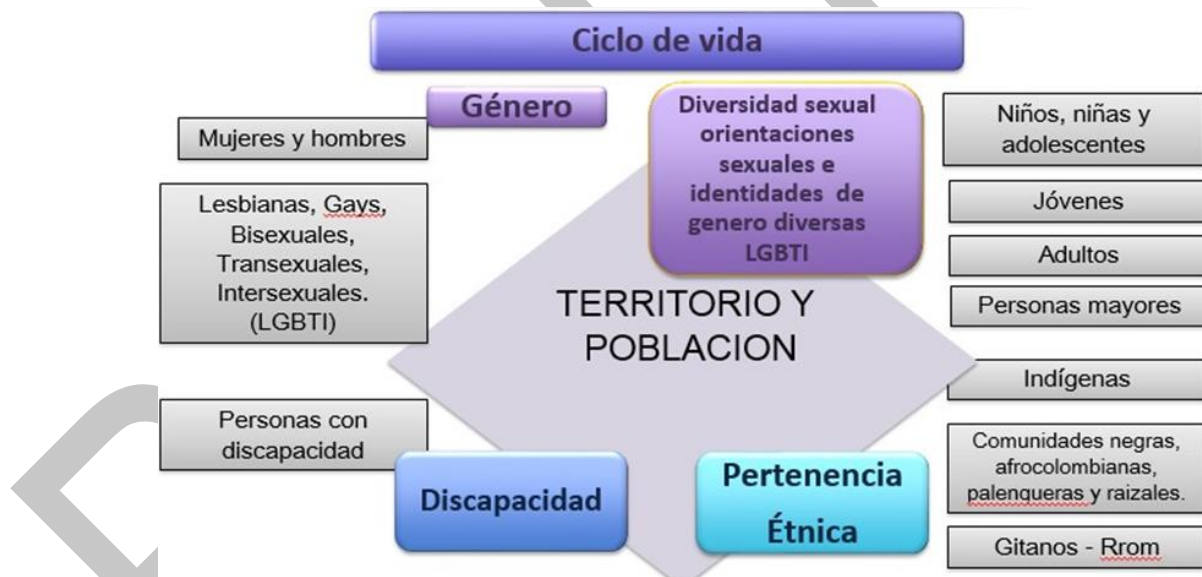 Ciclo de vida
Género
Mujeres y hombres
Lesbianas, Gays,
Bisexuales,
Transexuales,
Intersexuales.
(LGBTI)
Personas con
discapacidad
Diversidad sexual
orientaciones
sexuales e
identidades de
genero diversas
LGBTI
TERRITORIO Y
POBLACION
Discapacidad
Pertenencia
Étnica
Niños, niñas y
adolescentes
Jóvenes
Adultos
Personas mayores
Indígenas
Comunidades negras,
afrocolombianas,
palenqueras y raizales.
Gitanos - Rrom